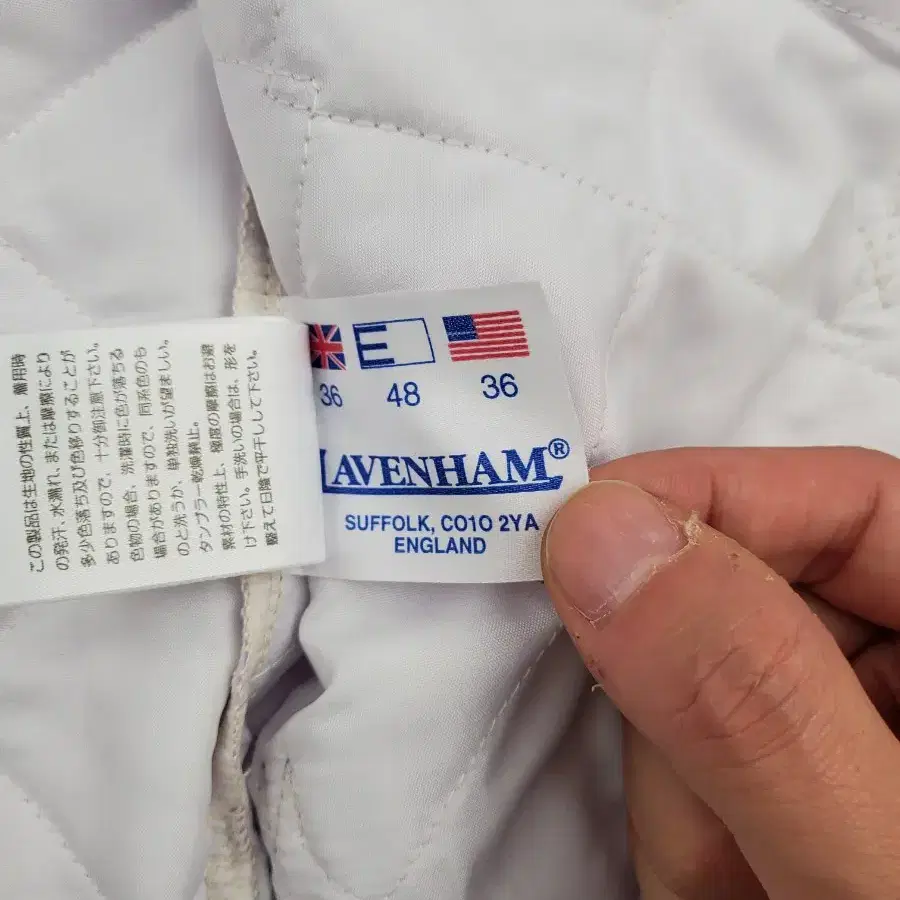 この製品は生地の性質上、着用時
の発汗、水濡れ、または摩擦により
多少色落ち及び色移りすることが
ありますので、十分御注意下さい。
色物の場合、洗濯時に色が落ちる
場合がありますので、同系色のも
のと洗うか、単独洗いが望ましい。
タンブラー乾燥禁止。
素材の特性上、極度の摩擦はお避
け下さい。手洗いの場合は、形を
整えて日陰で平干しして下さい。
E
36 48 36
LAVENHAM®
SUFFOLK, CO10 2YA
ENGLAND